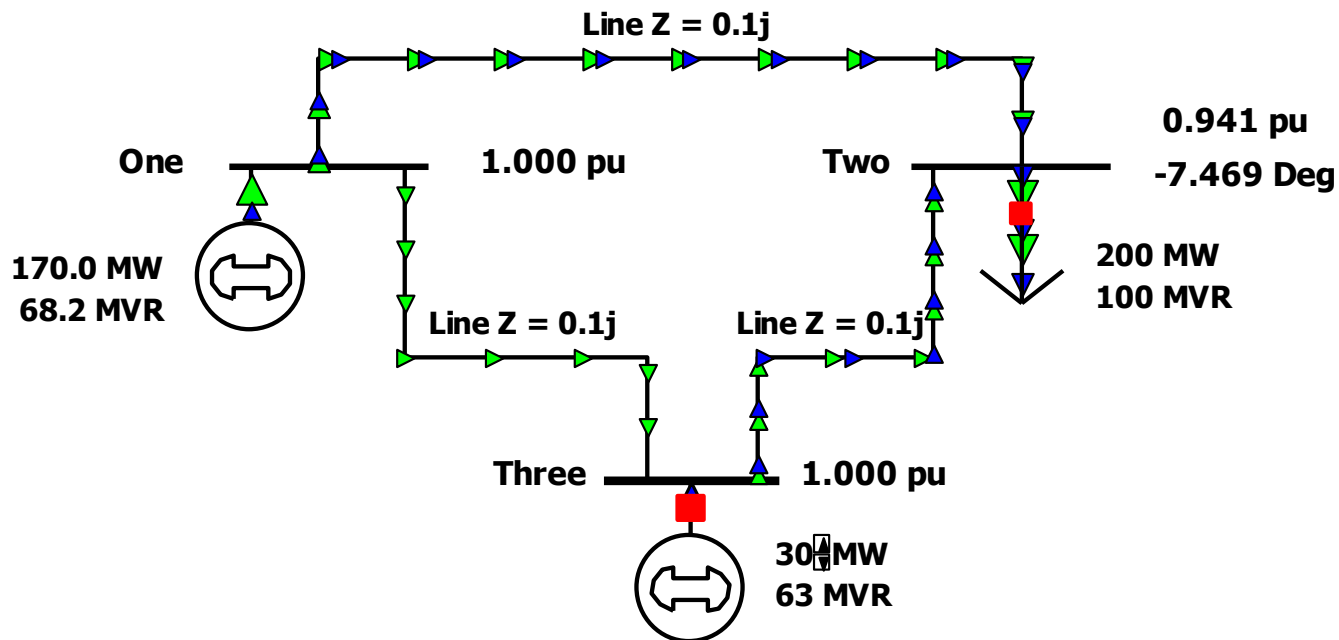 Line Z = 0.1j
0.941 pu
One
1.000 pu
Two
-7.469 Deg
170.0 MW
68.2 MVR
200 MW
100 MVR
Line Z = 0.1j
Line Z = 0.1j
Three
1.000 pu
30 MW
63 MVR